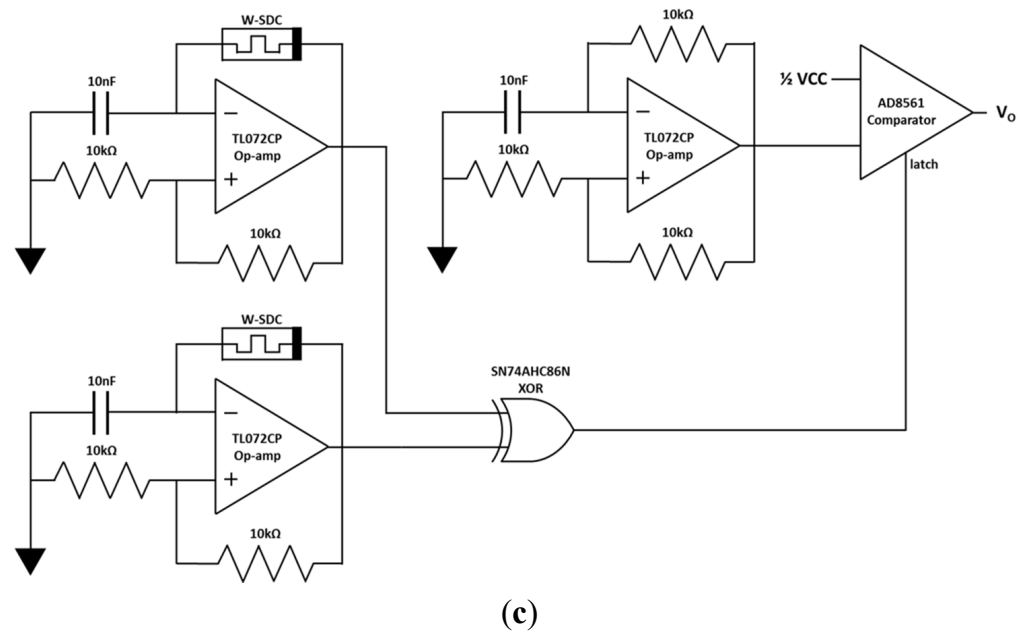 W-SDC
10nF
TL072CP
Op-amp
10kΩ
10kΩ
10kΩ
10nF
TL072CP
Op-amp
10kΩ
10kΩ
½ VCC
AD8561
Comparator
Vo
latch
W-SDC
10nF
TL072CP
Op-amp
10kΩ
10kΩ
SN74AHC86N
XOR
(c)